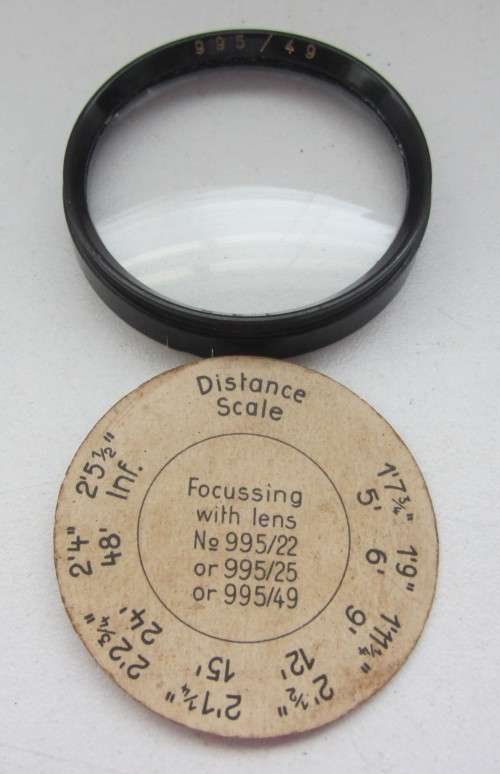 995/49
Distance
Scale
Focussing
with lens
№ 995/22
or 995/25
or 995/49
1'7¾" 5'
1'9" 6'
1'11¼" 9'
2'½" 12'
2'1¼" 15'
2'2¾" 24'
2'4" 48'
2'5½" Inf.